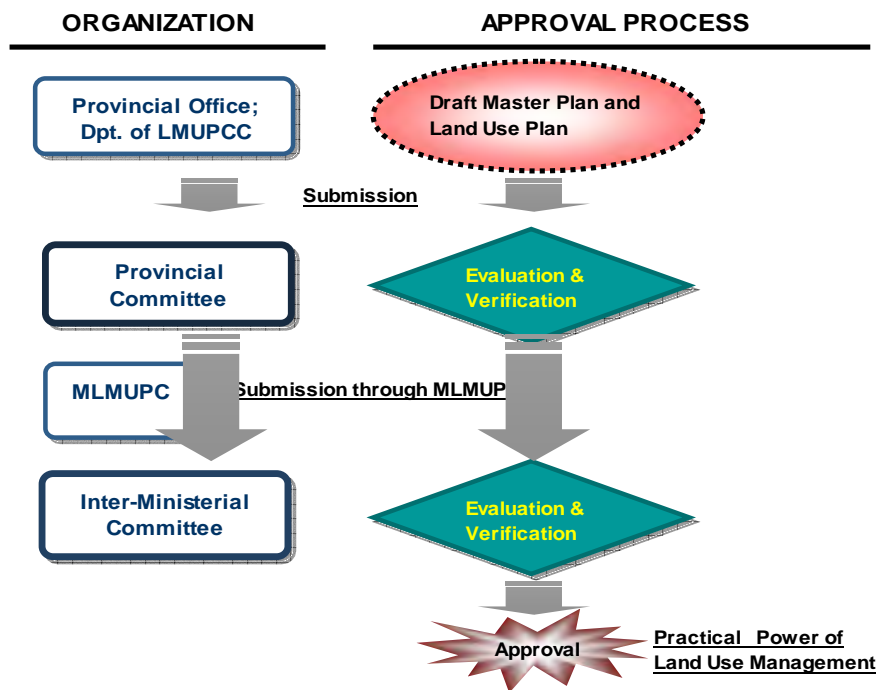 ORGANIZATION
APPROVAL PROCESS
Provincial Office;
Dpt. of LMUPCC
Draft Master Plan and
Land Use Plan
Submission
Provincial
Committee
Evaluation &
Verification
MLMUPC
Submission through MLMUP
Inter-Ministerial
Committee
Evaluation &
Verification
Approval
Practical Power of
Land Use Management